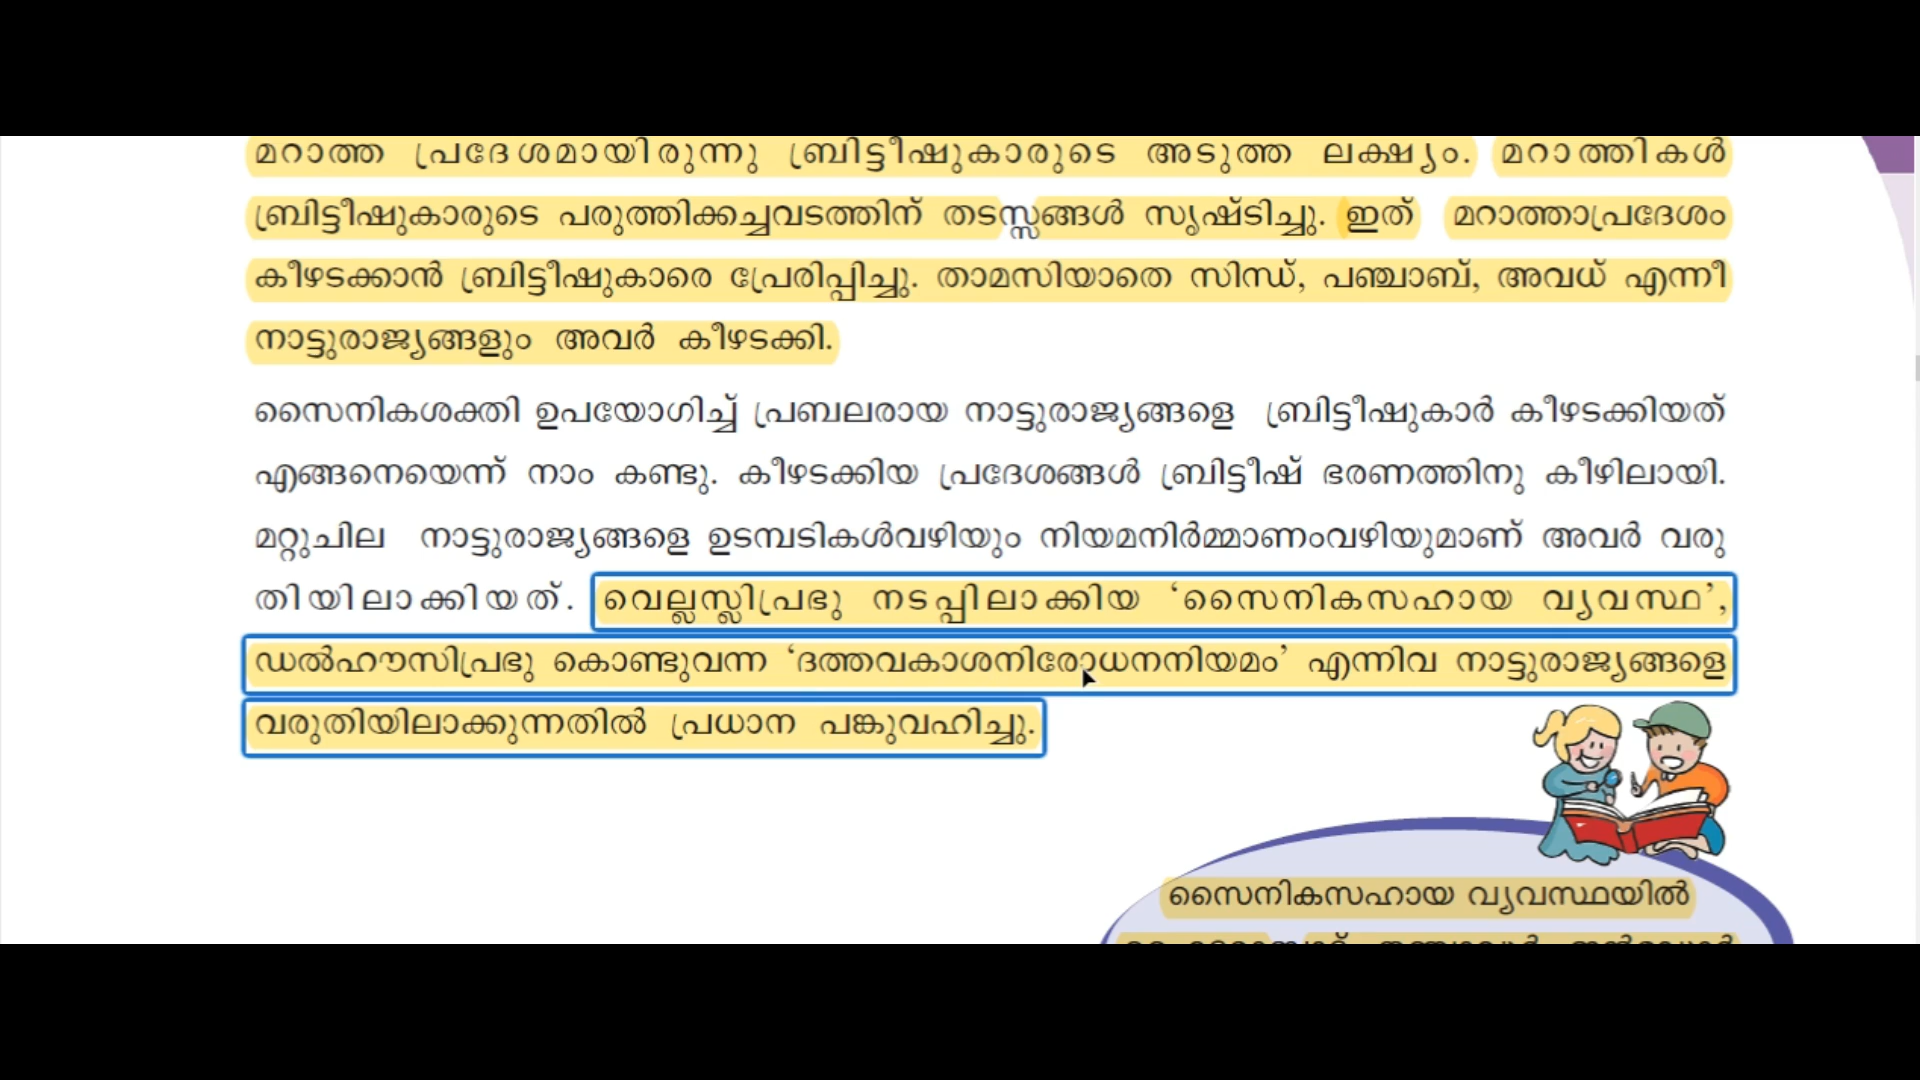 മറാത്ത പ്രദേശമായിരുന്നു ബ്രിട്ടീഷുകാരുടെ അടുത്ത ലക്ഷ്യം. മറാത്തികൾ
ബ്രിട്ടീഷുകാരുടെ പരുത്തിക്കച്ചവടത്തിന് തടസ്സങ്ങൾ സൃഷ്ടിച്ചു. ഇത് മറാത്താപ്രദേശം
കീഴടക്കാൻ ബ്രിട്ടീഷുകാരെ പ്രേരിപ്പിച്ചു. താമസിയാതെ സിന്ധ്, പഞ്ചാബ്, അവധ് എന്നീ
നാട്ടുരാജ്യങ്ങളും അവർ കീഴടക്കി.
സൈനികശക്തി ഉപയോഗിച്ച് പ്രബലരായ നാട്ടുരാജ്യങ്ങളെ ബ്രിട്ടീഷുകാർ കീഴടക്കിയത്
എങ്ങനെയെന്ന് നാം കണ്ടു. കീഴടക്കിയ പ്രദേശങ്ങൾ ബ്രിട്ടീഷ് ഭരണത്തിനു കീഴിലായി.
മറ്റുചില നാട്ടുരാജ്യങ്ങളെ ഉടമ്പടികൾവഴിയും നിയമനിർമ്മാണംവഴിയുമാണ് അവർ വരു
തിയിലാക്കിയത്. വെല്ലസ്ലിപ്രഭു നടപ്പിലാക്കിയ ‘സൈനികസഹായ വ്യവസ്ഥ’,
ഡൽഹൗസിപ്രഭു കൊണ്ടുവന്ന ‘ദത്തവകാശനിരോധനനിയമം’ എന്നിവ നാട്ടുരാജ്യങ്ങളെ
വരുതിയിലാക്കുന്നതിൽ പ്രധാന പങ്കുവഹിച്ചു.
സൈനികസഹായ വ്യവസ്ഥയിൽ